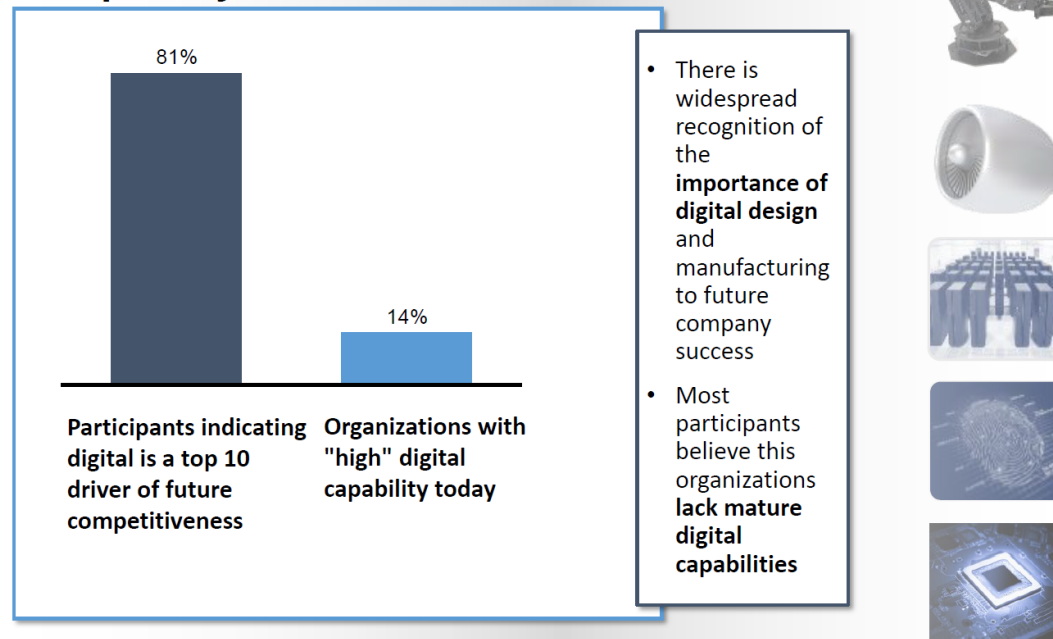 81%
14%
Participants indicating
digital is a top 10
driver of future
competitiveness
Organizations with
"high" digital
capability today
• There is
widespread
recognition of
the
importance of
digital design
and
manufacturing
to future
company
success
• Most
participants
believe this
organizations
lack mature
digital
capabilities